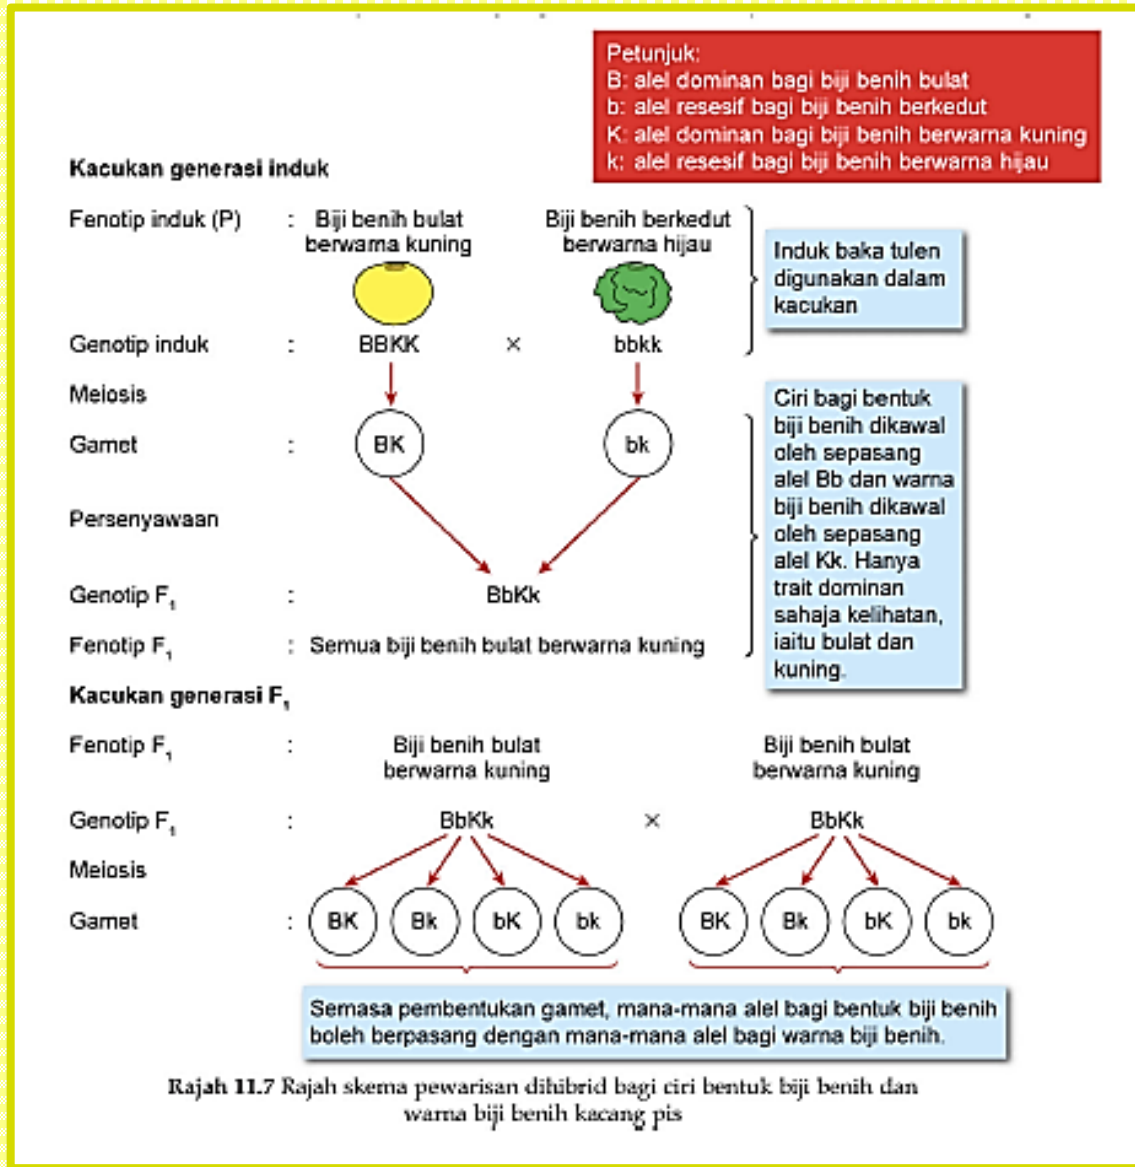 Petunjuk:
B: alel dominan bagi biji benih bulat
b: alel resesif bagi biji benih berkedut
K: alel dominan bagi biji benih berwarna kuning
k: alel resesif bagi biji benih berwarna hijau
Kacukan generasi induk
Fenotip induk (P) : Biji benih bulat berwarna kuning Biji benih berkedut berwarna hijau
Induk baka tulen
digunakan dalam
kacukan
Genotip induk : BBKK × bbkk
Meiosis
Gamet : BK bk
Persenyawaan
Genotip F₁ : BbKk
Fenotip F₁ : Semua biji benih bulat berwarna kuning
Ciri bagi bentuk
biji benih dikawal
oleh sepasang
alel Bb dan warna
biji benih dikawal
oleh sepasang
alel Kk. Hanya
trait dominan
sahaja kelihatan,
iaitu bulat dan
kuning.
Kacukan generasi F₁
Fenotip F₁ : Biji benih bulat berwarna kuning Biji benih bulat berwarna kuning
Genotip F₁ : BbKk × BbKk
Meiosis
Gamet : BK Bk bK bk BK Bk bK bk
Semasa pembentukan gamet, mana-mana alel bagi bentuk biji benih
boleh berpasang dengan mana-mana alel bagi warna biji benih.
Rajah 11.7 Rajah skema pewarisan dihibrid bagi ciri bentuk biji benih dan
warna biji benih kacang pis